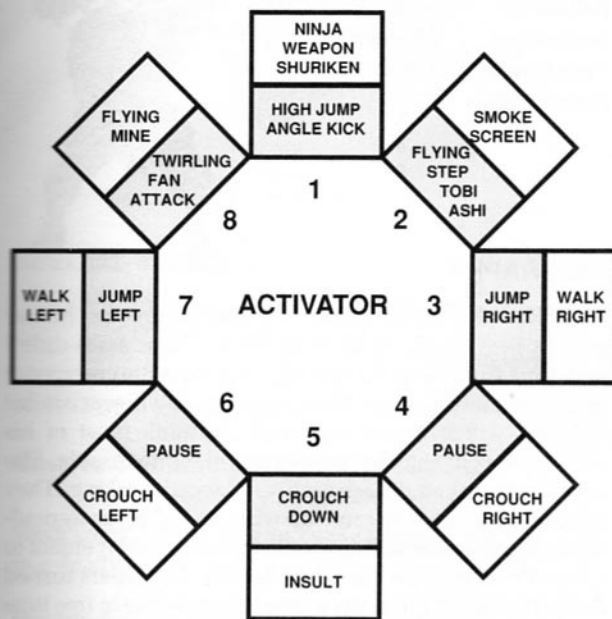 NINJA
WEAPON
SHURIKEN
HIGH JUMP
ANGLE KICK
1
SMOKE
SCREEN
FLYING
STEP
TOBI
ASHI
2
WALK
RIGHT
JUMP
RIGHT
3
CROUCH
RIGHT
PAUSE
4
INSULT
CROUCH
DOWN
5
CROUCH
LEFT
PAUSE
6
WALK
LEFT
JUMP
LEFT
7
FLYING
MINE
TWIRLING
FAN
ATTACK
8
ACTIVATOR